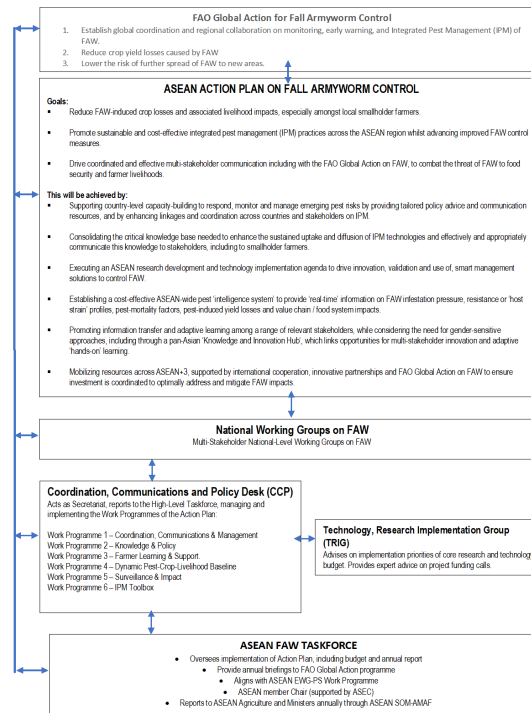 FAO Global Action for Fall Armyworm Control
1. Establish global coordination and regional collaboration on monitoring, early warning, and Integrated Pest Management (IPM) of
FAW.
2. Reduce crop yield losses caused by FAW
3. Lower the risk of further spread of FAW to new areas.
ASEAN ACTION PLAN ON FALL ARMYWORM CONTROL
Goals:
▪ Reduce FAW-induced crop losses and associated livelihood impacts, especially amongst local smallholder farmers.
▪ Promote sustainable and cost-effective integrated pest management (IPM) practices across the ASEAN region whilst advancing improved FAW control
measures.
▪ Drive coordinated and effective multi-stakeholder communication including with the FAO Global Action on FAW, to combat the threat of FAW to food
security and farmer livelihoods.
This will be achieved by:
▪ Supporting country-level capacity-building to respond, monitor and manage emerging pest risks by providing tailored policy advice and communication
resources, and by enhancing linkages and coordination across countries and stakeholders on IPM.
▪ Consolidating the critical knowledge base needed to enhance the sustained uptake and diffusion of IPM technologies and effectively and appropriately
communicate this knowledge to stakeholders, including to smallholder farmers.
▪ Executing an ASEAN research development and technology implementation agenda to drive innovation, validation and use of, smart management
solutions to control FAW.
▪ Establishing a cost-effective ASEAN-wide pest 'intelligence system' to provide 'real-time' information on FAW infestation pressure, resistance or 'host
strain' profiles, pest-mortality factors, pest-induced yield losses and value chain / food system impacts.
▪ Promoting information transfer and adaptive learning among a range of relevant stakeholders, while considering the need for gender-sensitive
approaches, including through a pan-Asian 'Knowledge and Innovation Hub', which links opportunities for multi-stakeholder innovation and adaptive
'hands-on' learning.
▪ Mobilizing resources across ASEAN+3, supported by international cooperation, innovative partnerships and FAO Global Action on FAW to ensure
investment is coordinated to optimally address and mitigate FAW impacts.
National Working Groups on FAW
Multi-Stakeholder National-Level Working Groups on FAW
Coordination, Communications and Policy Desk (CCP)
Acts as Secretariat, reports to the High-Level Taskforce, managing and
implementing the Work Programmes of the Action Plan:
Work Programme 1 – Coordination, Communications & Management
Work Programme 2 – Knowledge & Policy
Work Programme 3 – Farmer Learning & Support.
Work Programme 4 – Dynamic Pest-Crop-Livelihood Baseline
Work Programme 5 – Surveillance & Impact
Work Programme 6 – IPM Toolbox
Technology, Research Implementation Group
(TRIG)
Advises on implementation priorities of core research and technology
budget. Provides expert advice on project funding calls.
ASEAN FAW TASKFORCE
• Oversees implementation of Action Plan, including budget and annual report
• Provide annual briefings to FAO Global Action programme
• Aligns with ASEAN EWG-PS Work Programme
• ASEAN member Chair (supported by ASEC)
• Reports to ASEAN Agriculture and Ministers annually through ASEAN SOM-AMAF